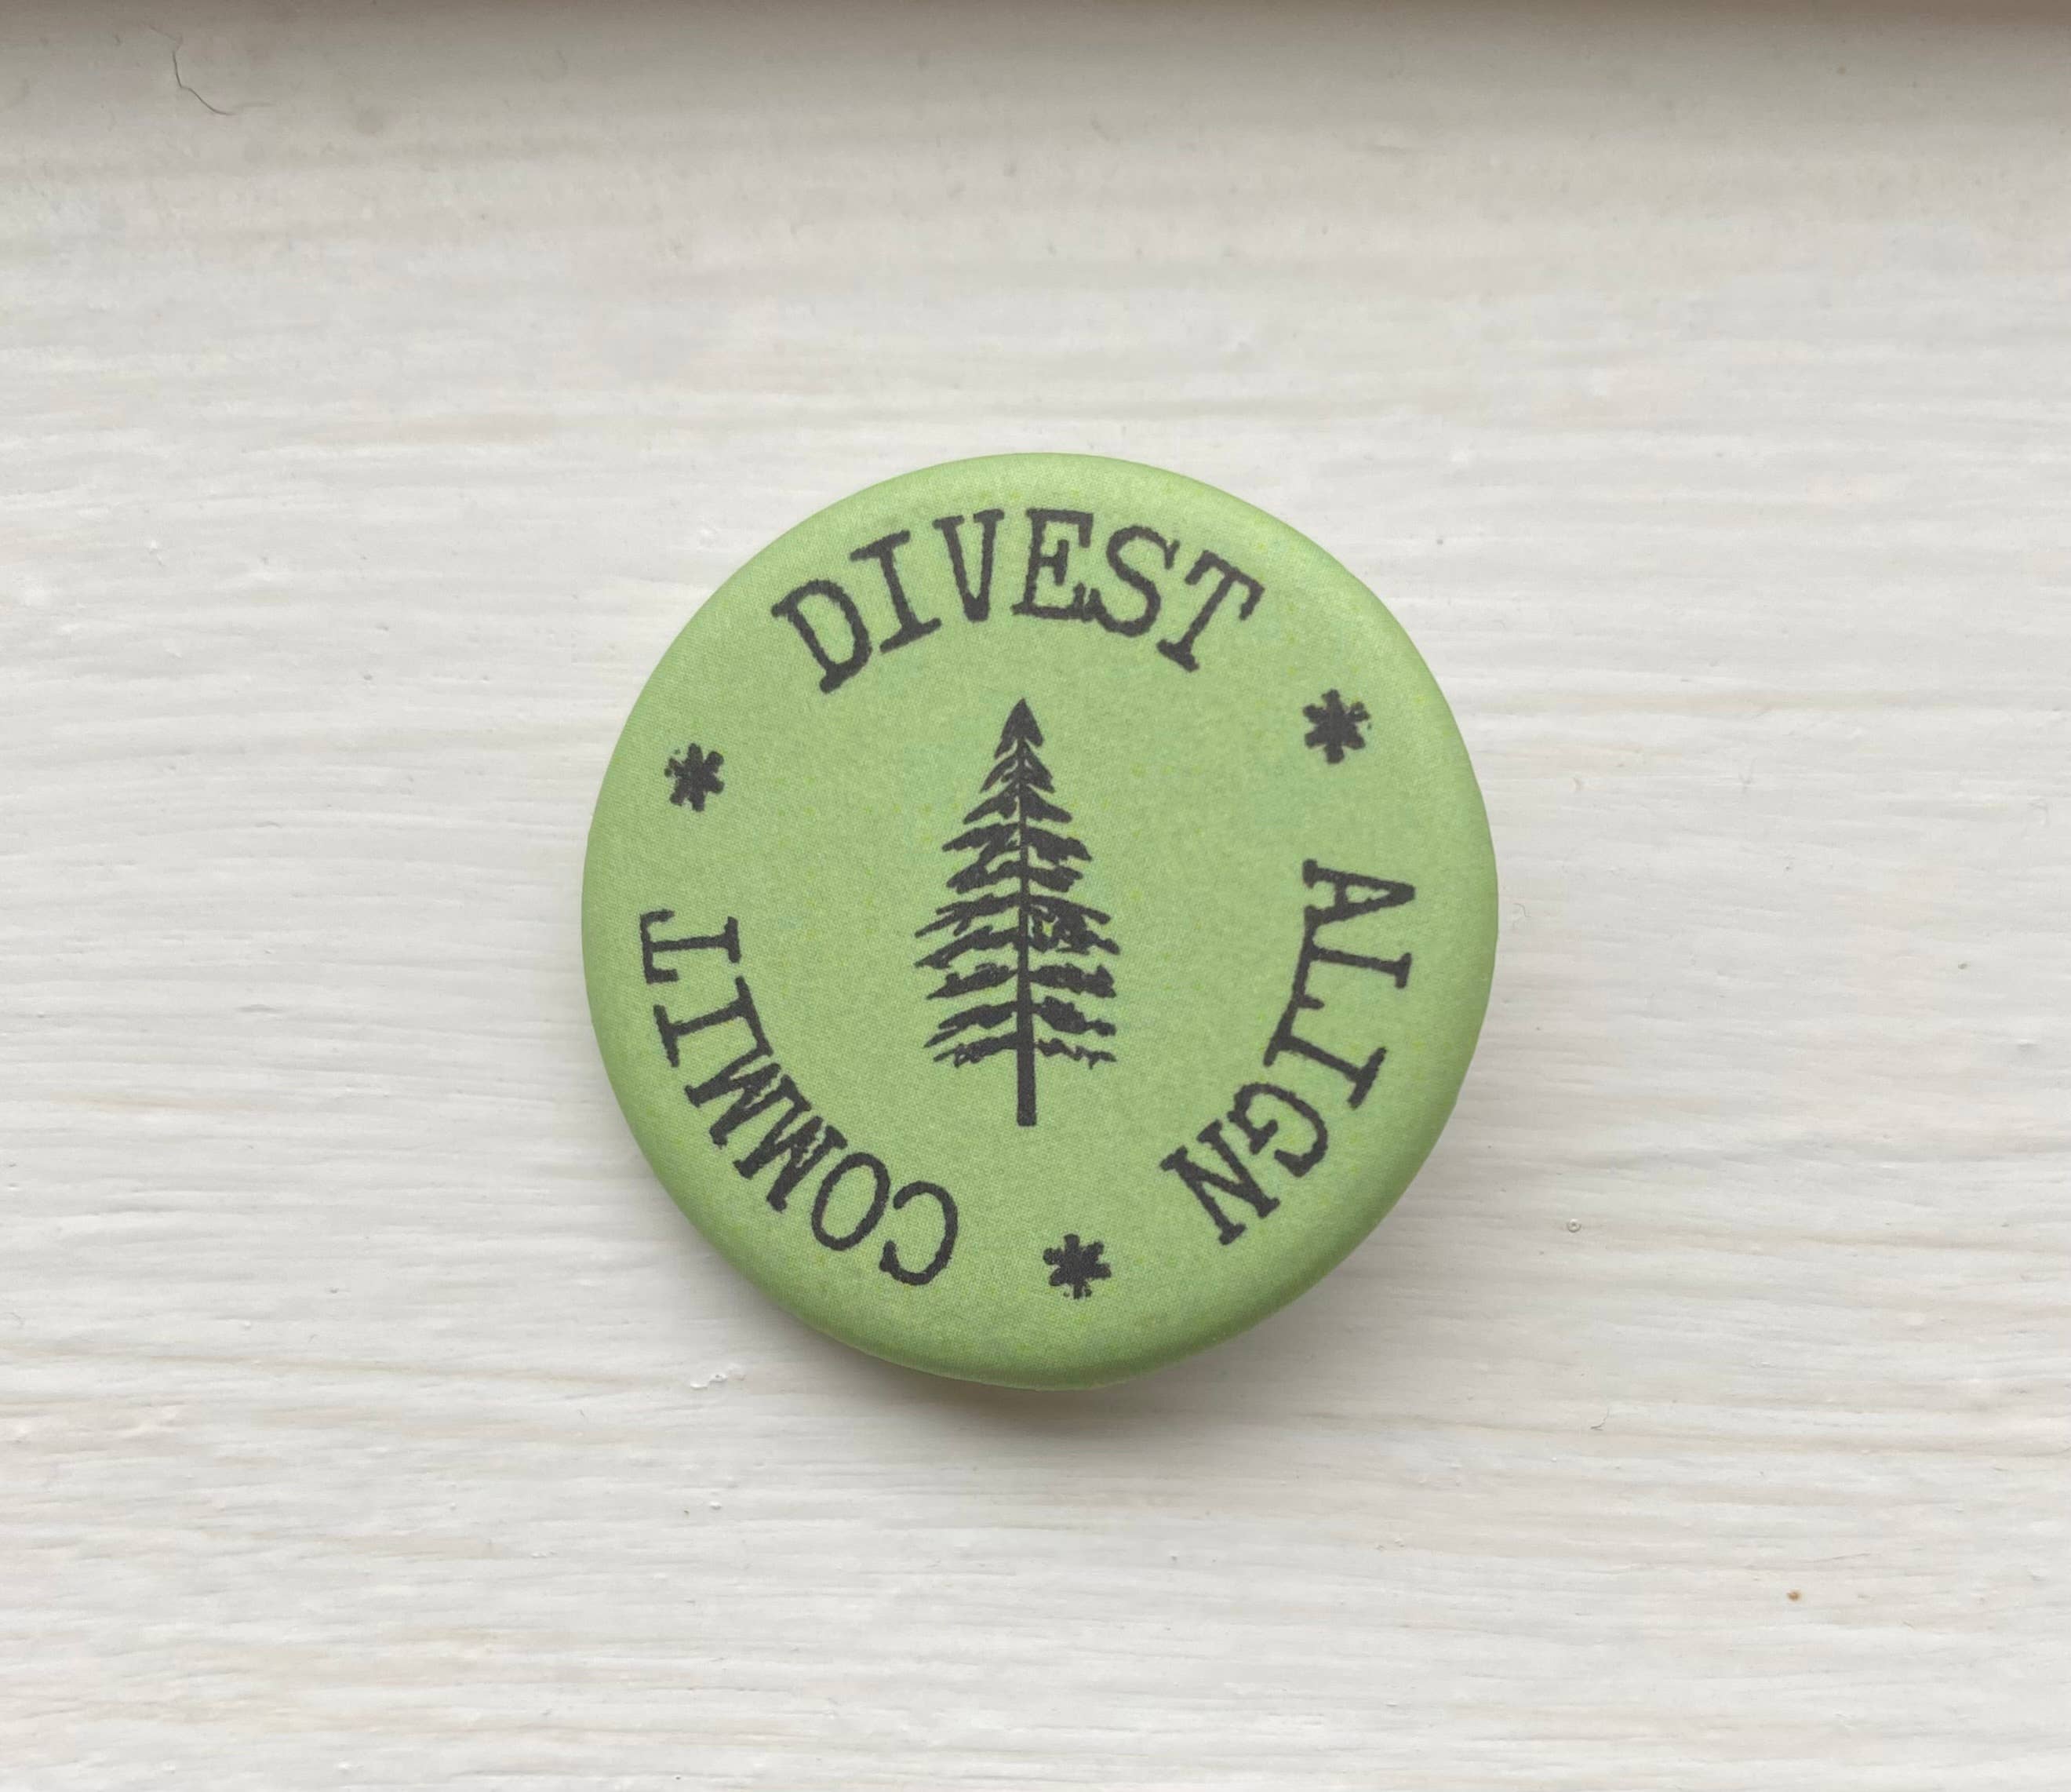 DIVEST
* ALIGN
* COMMIT
*